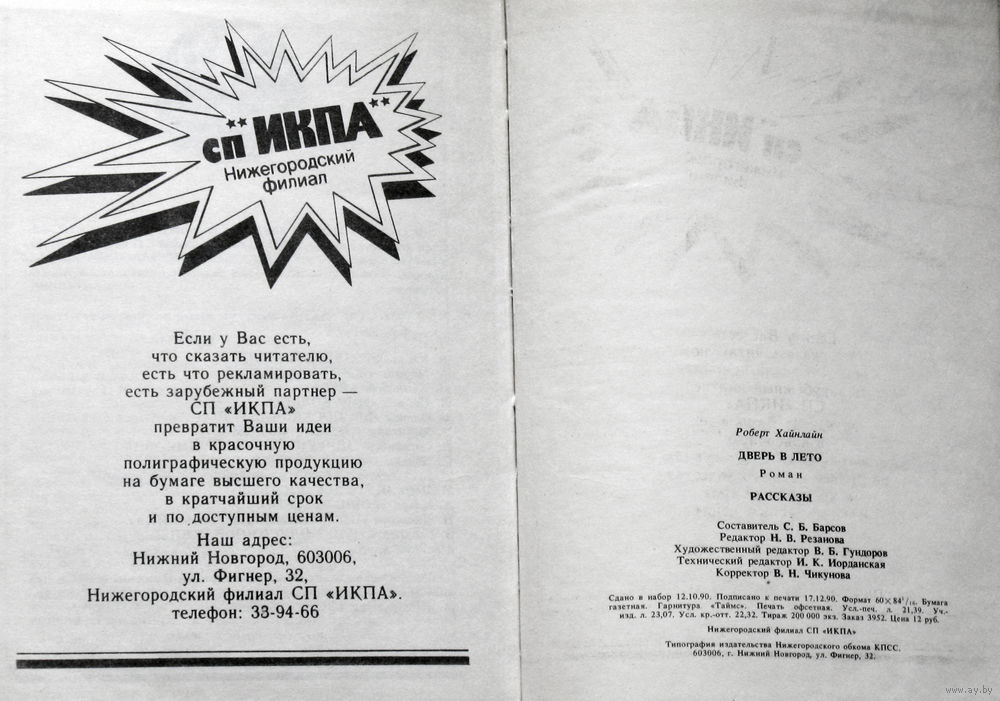 сп "ИКПА"
Нижегородский
филиал
Если у Вас есть,
что сказать читателю,
есть что рекламировать,
есть зарубежный партнер —
СП «ИКПА»
превратит Ваши идеи
в красочную
полиграфическую продукцию
на бумаге высшего качества,
в кратчайший срок
и по доступным ценам.
Наш адрес:
Нижний Новгород, 603006,
ул. Фигнер, 32,
Нижегородский филиал СП «ИКПА».
телефон: 33-94-66
Роберт Хайнлайн
ДВЕРЬ В ЛЕТО
Роман
РАССКАЗЫ
Составитель С. Б. Барсов
Редактор Н. В. Резанова
Художественный редактор В. Б. Гундоров
Технический редактор И. К. Иорданская
Корректор В. Н. Чикунова
Сдано в набор 12.10.90. Подписано к печати 17.12.90. Формат 60×84¹/₁₆. Бумага
газетная. Гарнитура «Таймс». Печать офсетная. Усл.-печ. л. 21,39. Уч.-
изд. л. 23,07. Усл. кр.-отт. 22,32. Тираж 200 000 экз. Заказ 3952. Цена 12 руб.
Нижегородский филиал СП «ИКПА»
Типография издательства Нижегородского обкома КПСС.
603006, г. Нижний Новгород, ул. Фигнер, 32.
www.ay.by